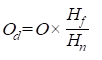 O_d = O × H_f / H_n